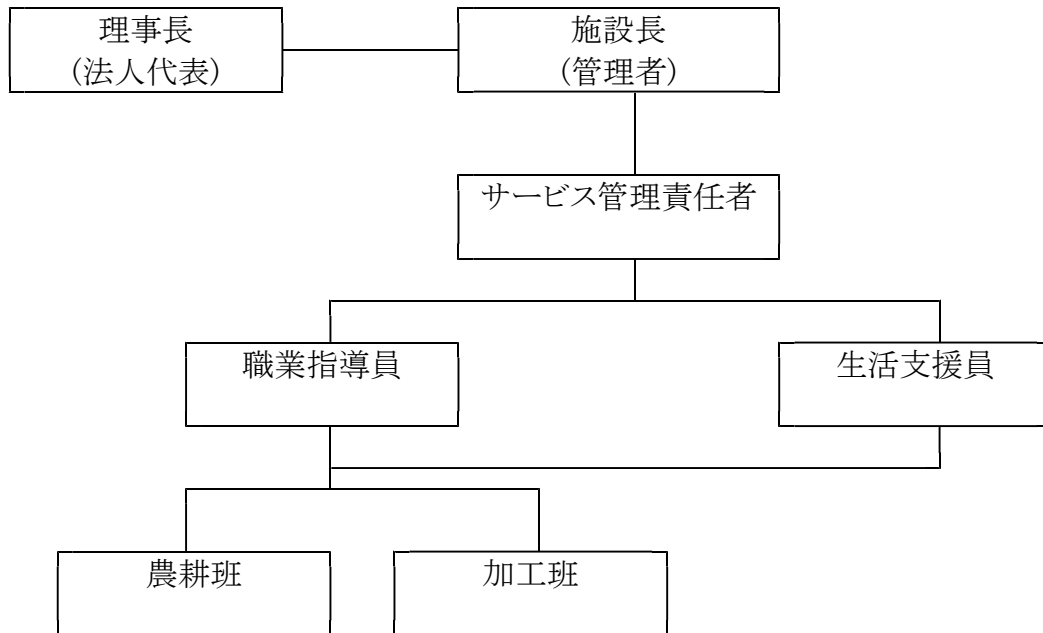 理事長
(法人代表)
施設長
(管理者)
サービス管理責任者
職業指導員
生活支援員
農耕班
加工班